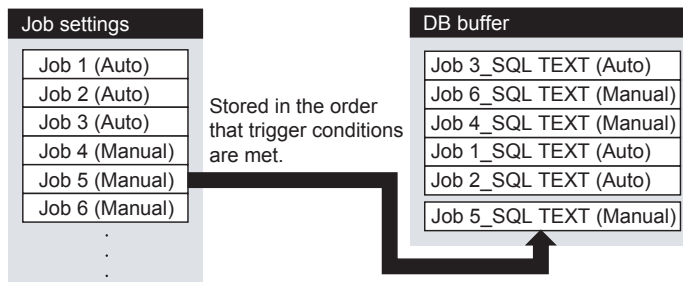 Job settings
Job 1 (Auto)
Job 2 (Auto)
Job 3 (Auto)
Job 4 (Manual)
Job 5 (Manual)
Job 6 (Manual)
.
.
.
Stored in the order
that trigger conditions
are met.
DB buffer
Job 3_SQL TEXT (Auto)
Job 6_SQL TEXT (Manual)
Job 4_SQL TEXT (Manual)
Job 1_SQL TEXT (Auto)
Job 2_SQL TEXT (Auto)
Job 5_SQL TEXT (Manual)